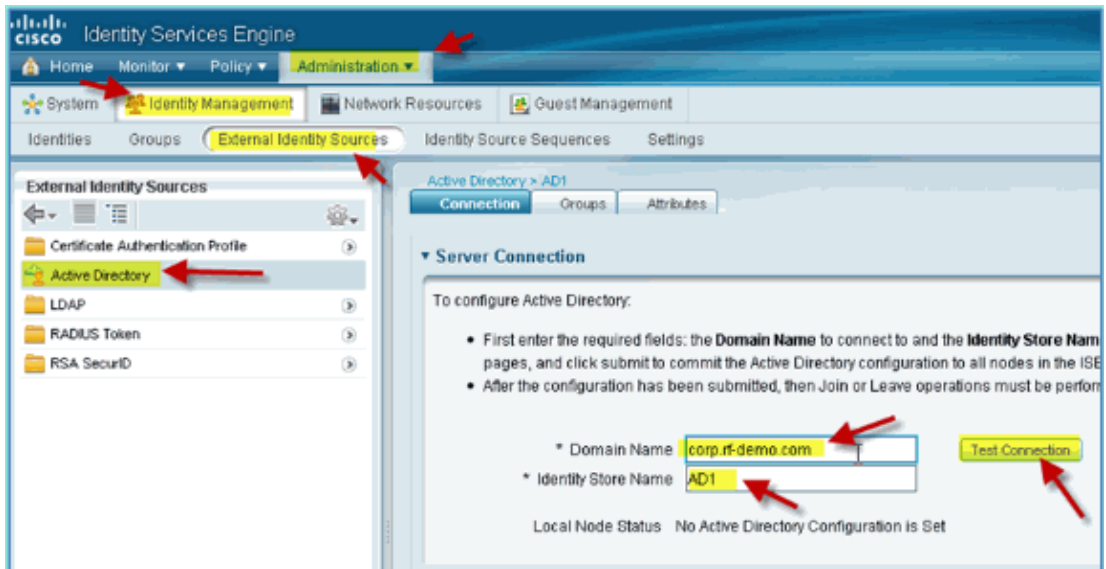 cisco Identity Services Engine
Home Monitor Policy Administration
System Identity Management Network Resources Guest Management
Identities Groups External Identity Sources Identity Source Sequences Settings
External Identity Sources
Certificate Authentication Profile
Active Directory
LDAP
RADIUS Token
RSA SecurID
Active Directory > AD1
Connection Groups Attributes
Server Connection
To configure Active Directory:
• First enter the required fields: the Domain Name to connect to and the Identity Store Nam
pages, and click submit to commit the Active Directory configuration to all nodes in the ISE
• After the configuration has been submitted, then Join or Leave operations must be perform
* Domain Name corp.rf-demo.com Test Connection
* Identity Store Name AD1
Local Node Status No Active Directory Configuration is Set